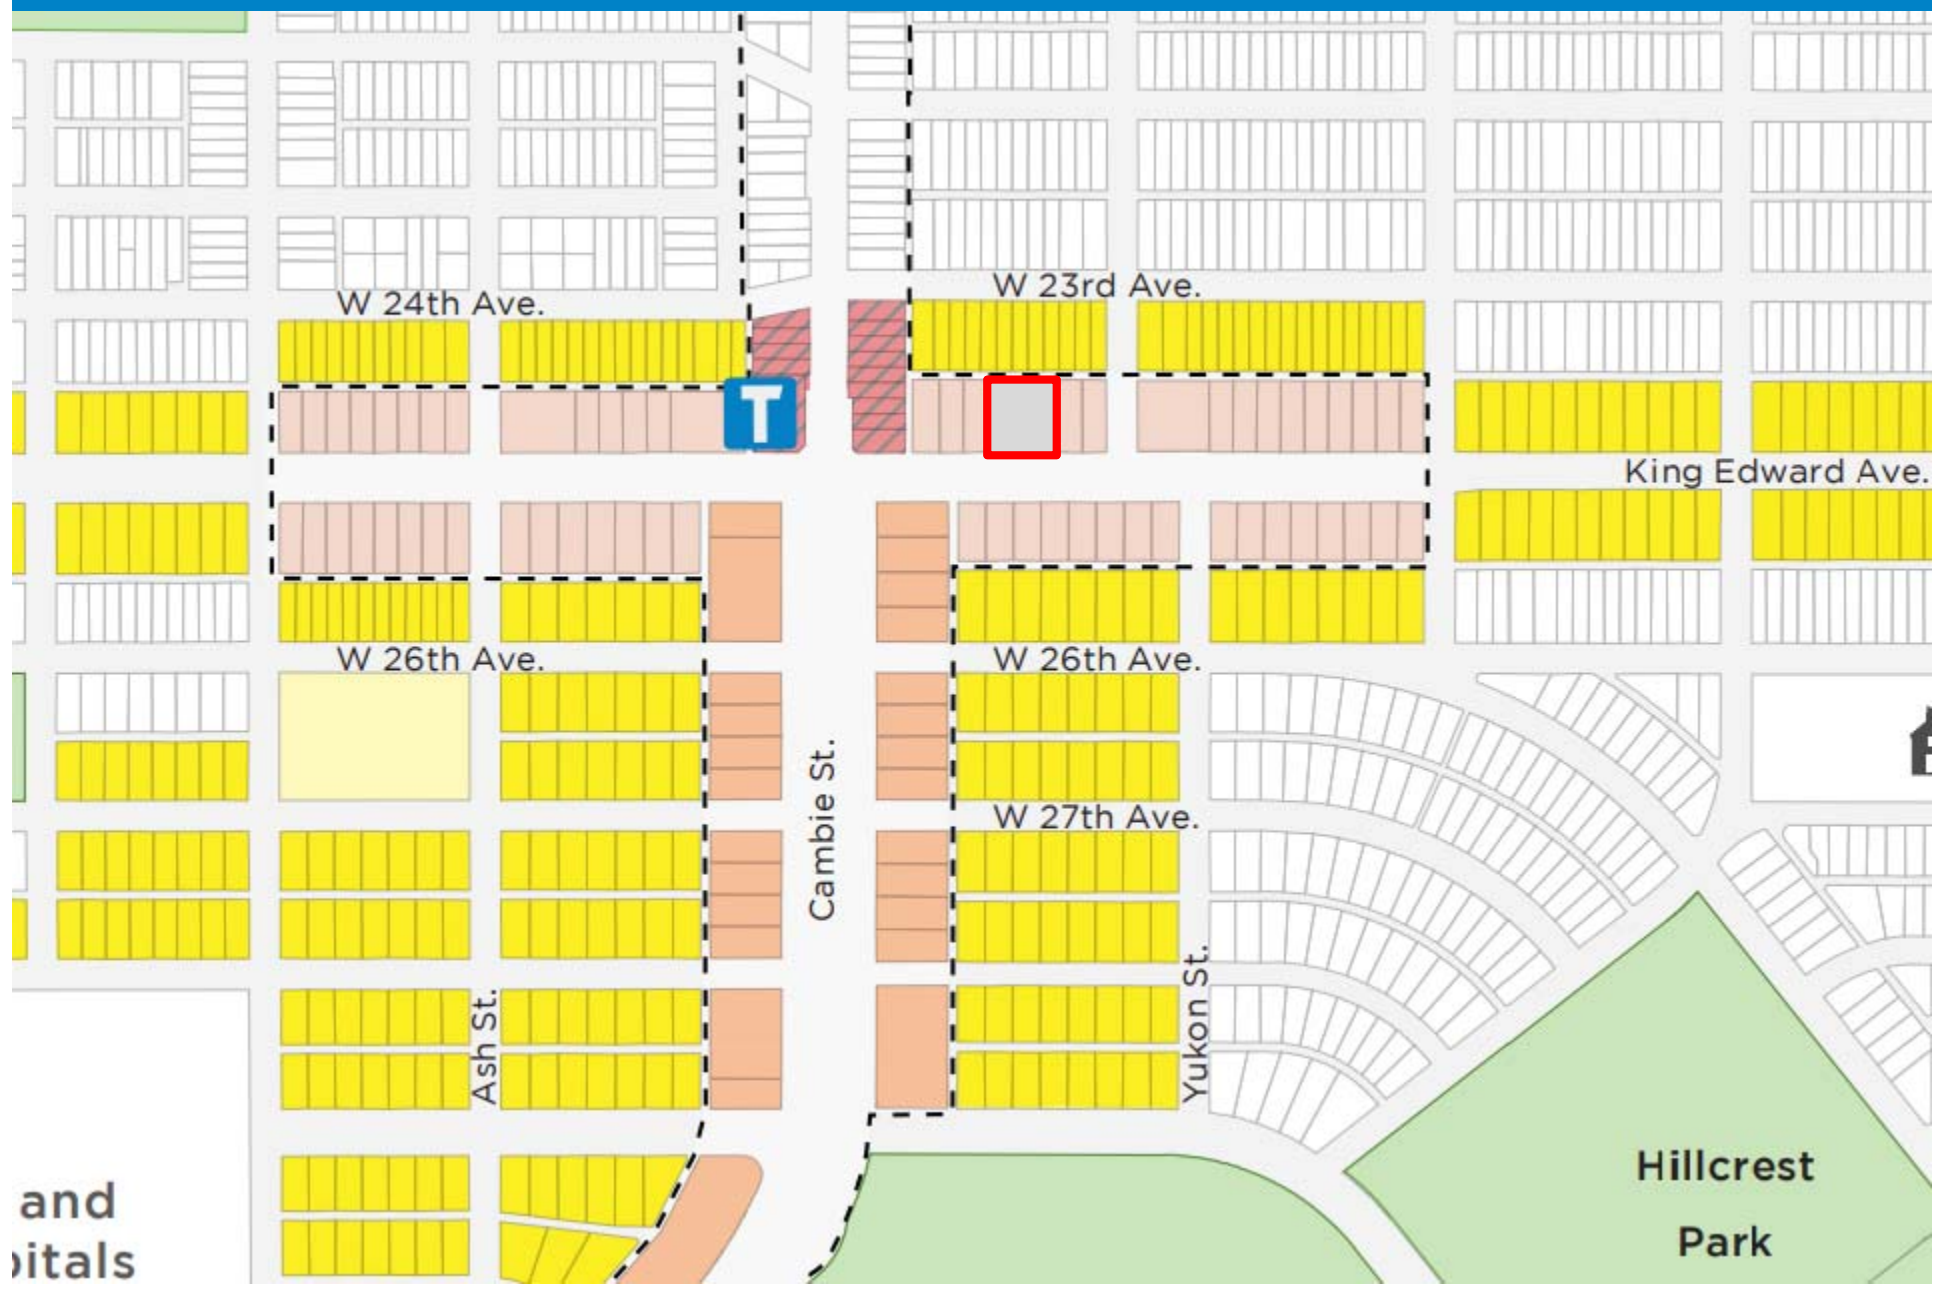 W 23rd Ave.
W 24th Ave.
T
King Edward Ave.
W 26th Ave.
W 26th Ave.
Cambie St.
W 27th Ave.
Ash St.
Yukon St.
Hillcrest
Park
and
pitals